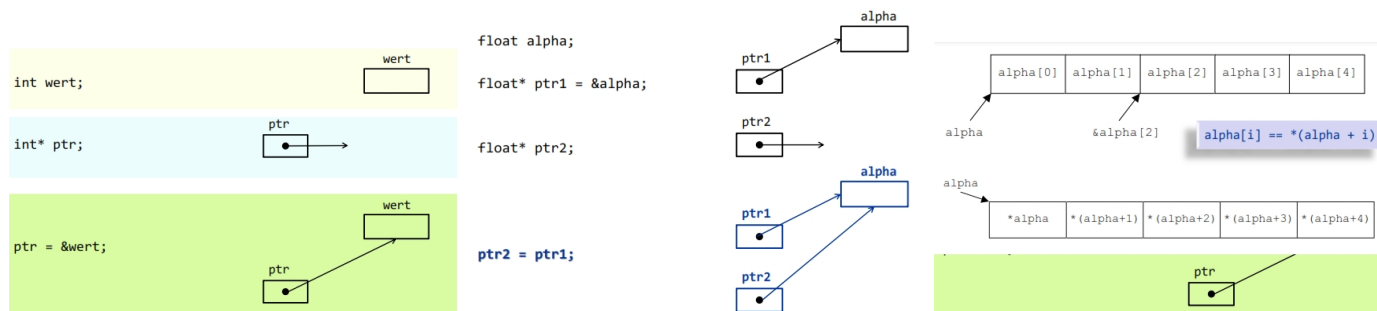 wert
int wert;
ptr
int* ptr;
wert
ptr = &wert;
ptr
alpha
float alpha;
ptr1
float* ptr1 = &alpha;
ptr2
float* ptr2;
alpha
ptr1
ptr2 = ptr1;
ptr2
alpha[0] alpha[1] alpha[2] alpha[3] alpha[4]
alpha &alpha[2]
alpha[i] == *(alpha + i)
alpha
*alpha *(alpha+1) *(alpha+2) *(alpha+3) *(alpha+4)
ptr